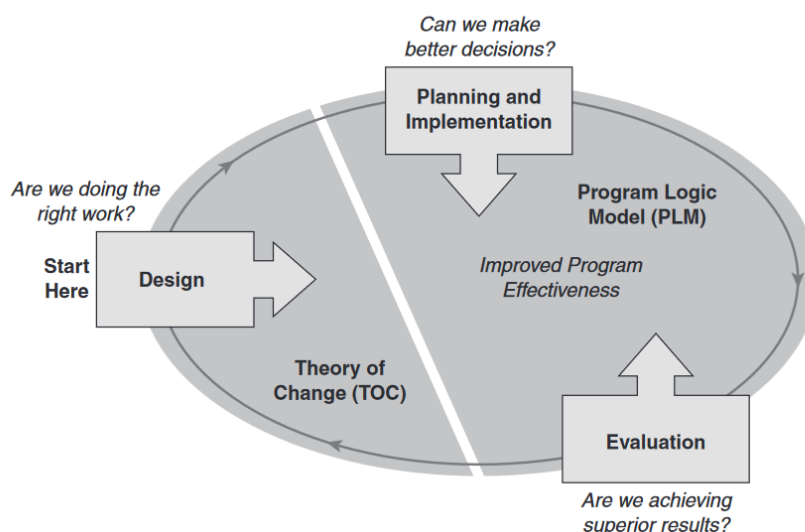 Can we make
better decisions?
Planning and
Implementation
Are we doing the
right work?
Program Logic
Model (PLM)
Start
Here
Design
Improved Program
Effectiveness
Theory of
Change (TOC)
Evaluation
Are we achieving
superior results?